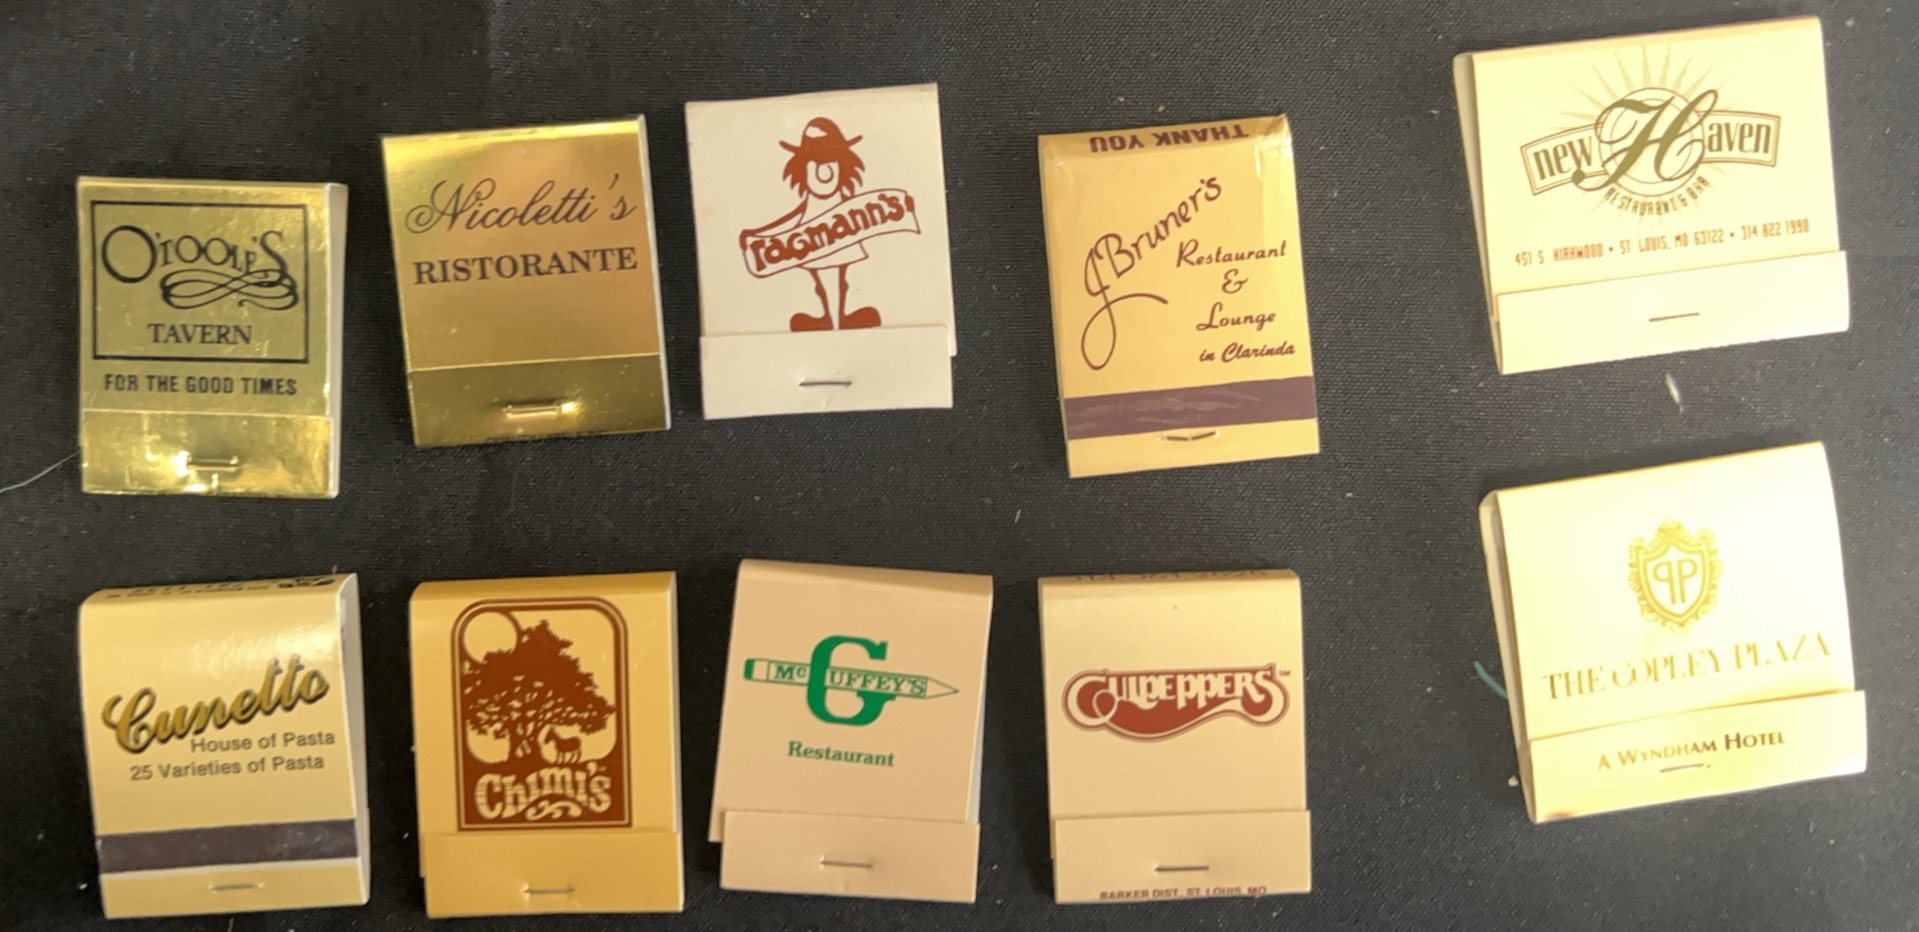 O'TOOLE'S
TAVERN
FOR THE GOOD TIMES
Nicoletti's
RISTORANTE
ragmann's
THANK YOU
J Bruner's
Restaurant
&
Lounge
in Clarinda
new Haven
RESTAURANT & BAR
451 S. KIRKWOOD • ST LOUIS, MO 63122 • 314 822 1990
Cunetto
House of Pasta
25 Varieties of Pasta
Chimi's
McGUFFEY'S
Restaurant
CULPEPPERS™
BARKER DIST. ST. LOUIS, MO
THE COPLEY PLAZA
A WYNDHAM HOTEL